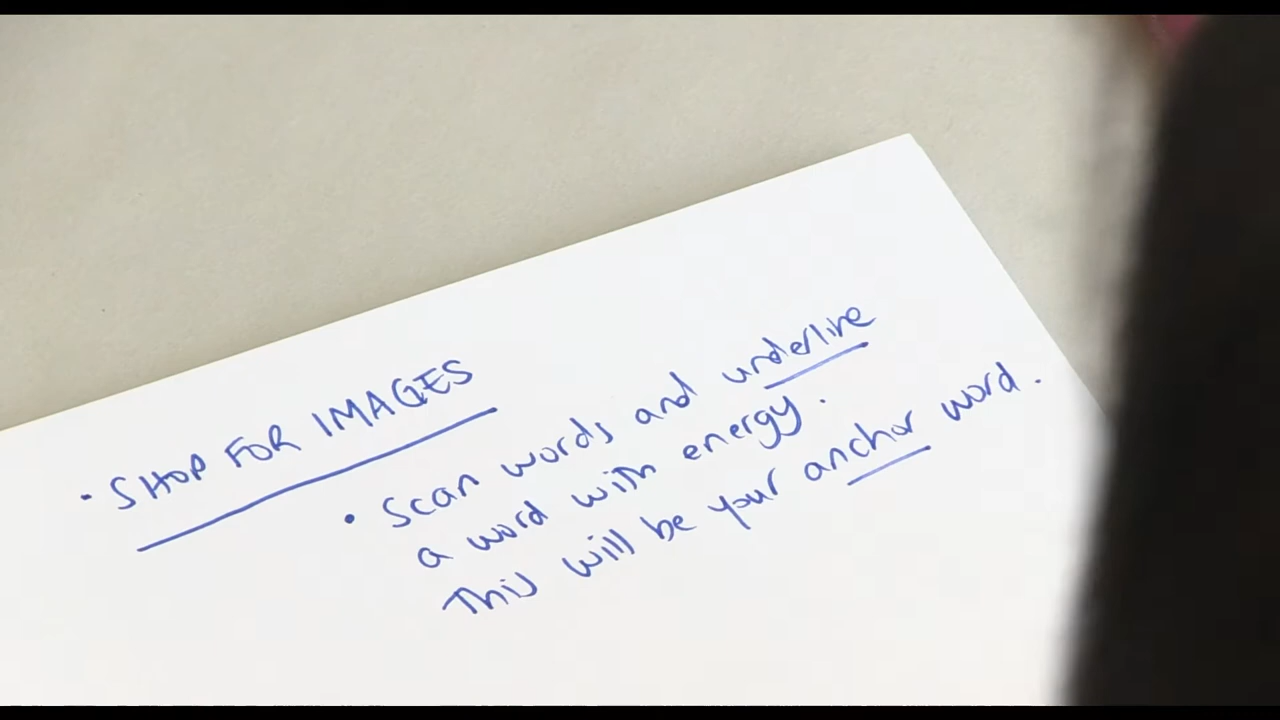 · SHOP FOR IMAGES
· Scan words and underline
a word with energy.
This will be your anchor word.